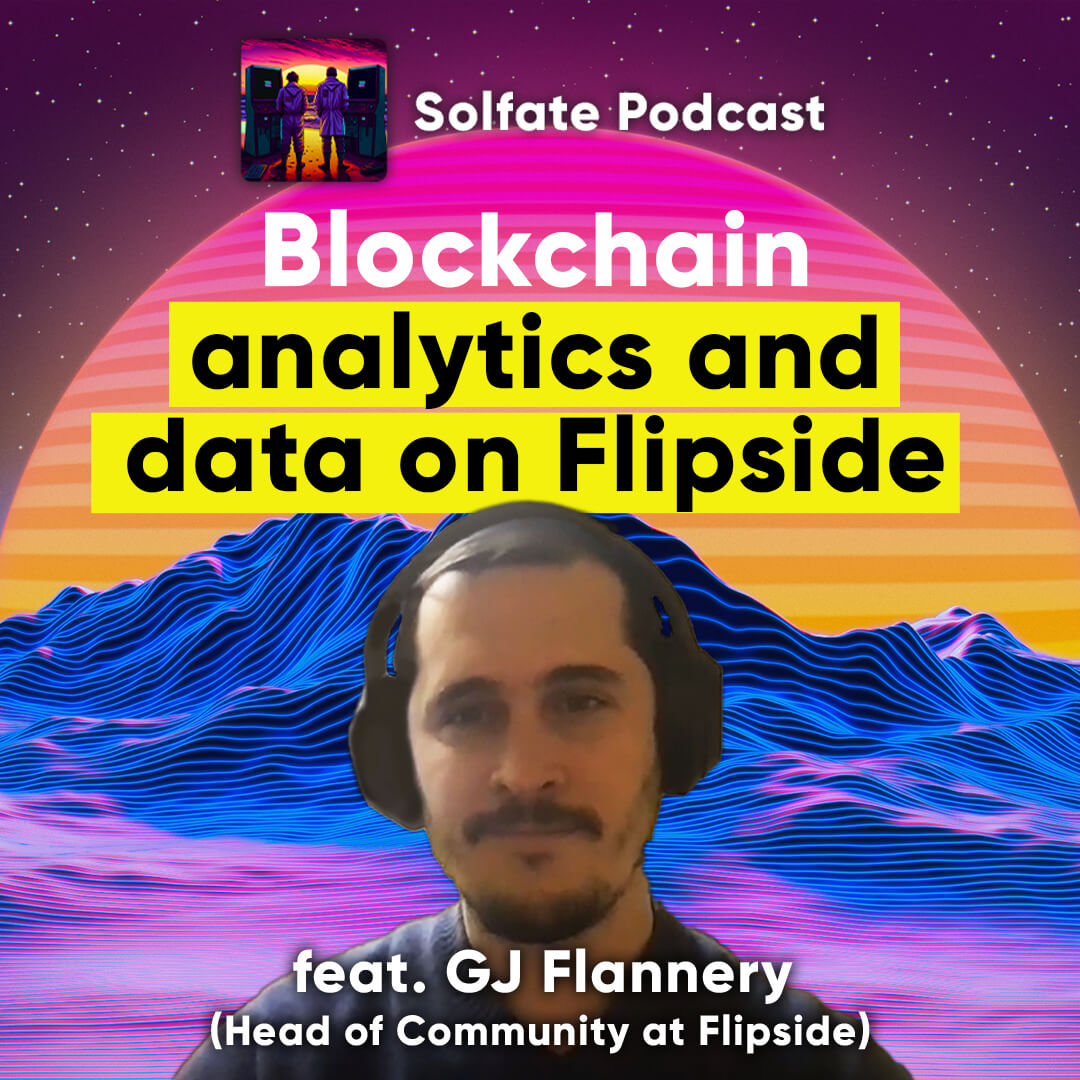 Solfate Podcast
Blockchain
analytics and
data on Flipside
feat. GJ Flannery
(Head of Community at Flipside)